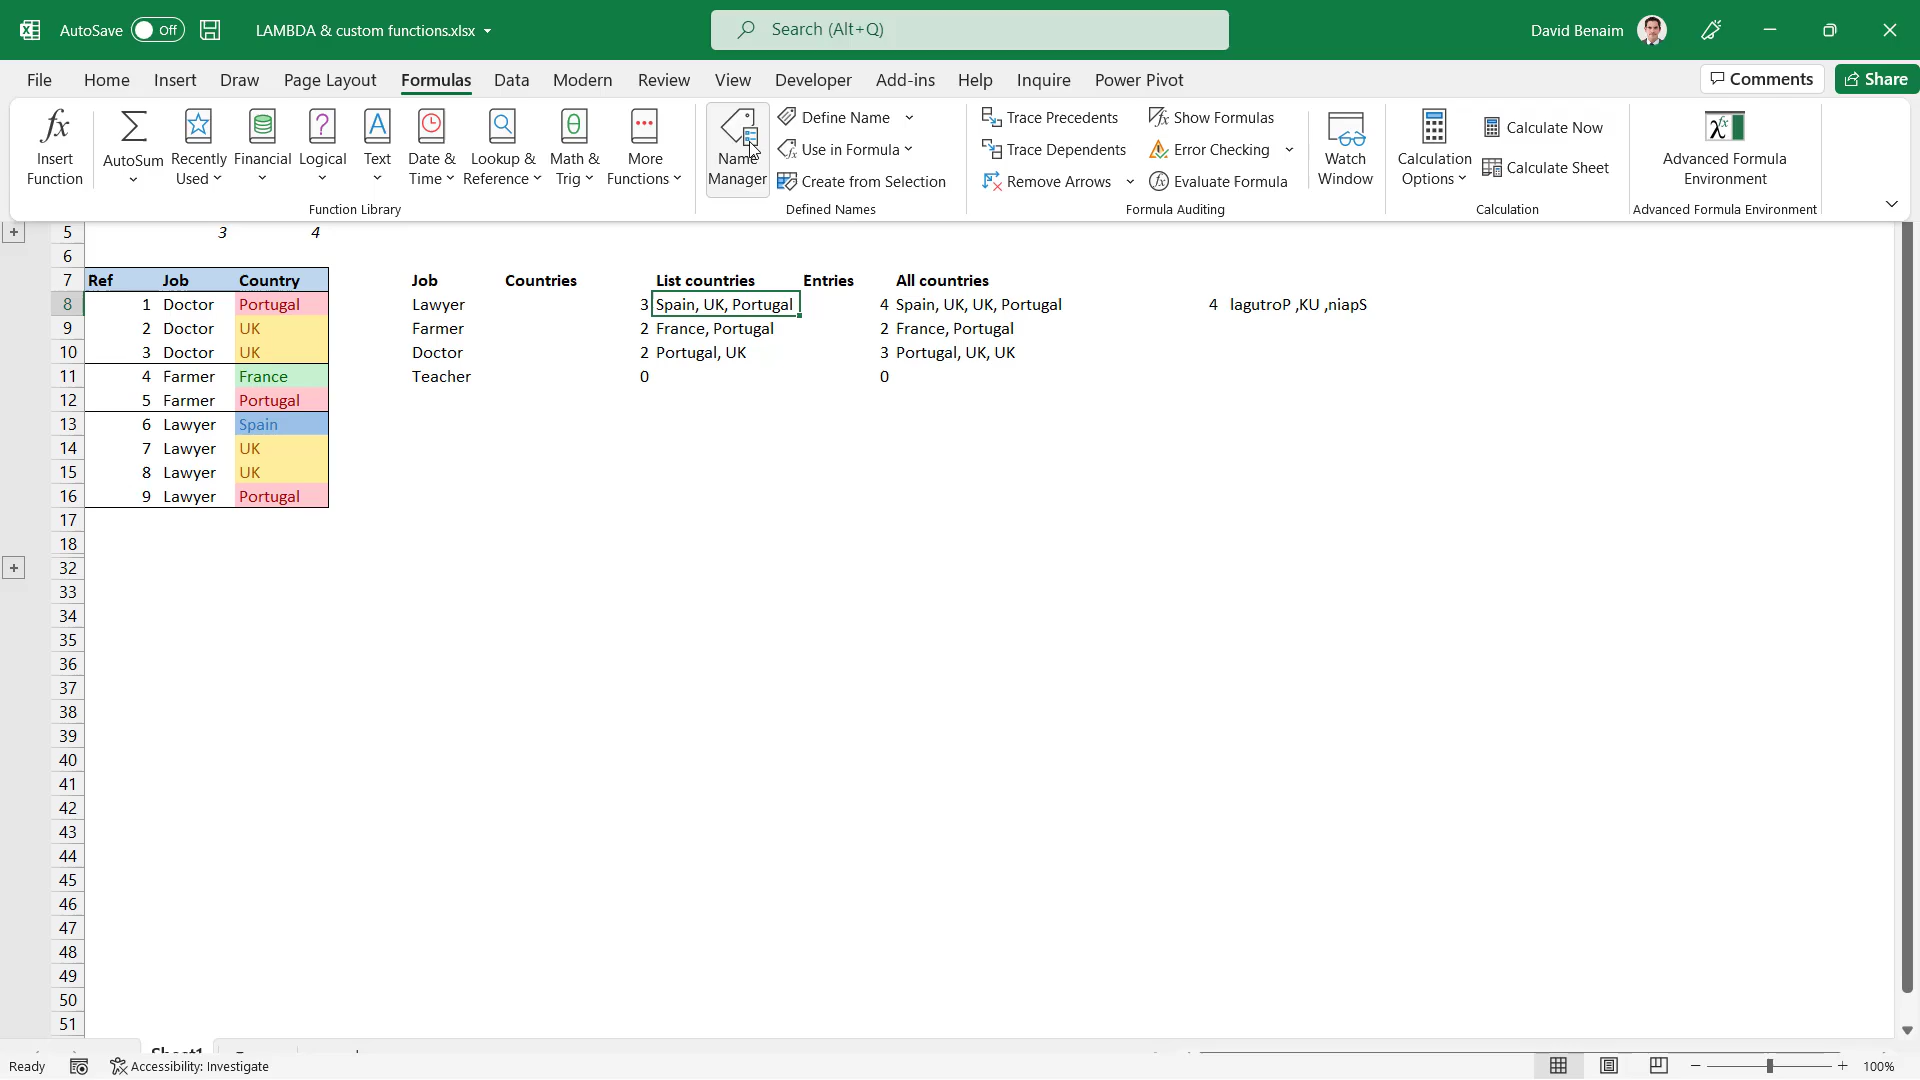 AutoSave Off LAMBDA & custom functions.xlsx Search (Alt+Q) David Benaim
File Home Insert Draw Page Layout Formulas Data Modern Review View Developer Add-ins Help Inquire Power Pivot Comments Share
Insert Function
AutoSum
Recently Used
Financial
Logical
Text
Date & Time
Lookup & Reference
Math & Trig
More Functions
Function Library
Name Manager
Define Name
Use in Formula
Create from Selection
Defined Names
Trace Precedents
Trace Dependents
Remove Arrows
Show Formulas
Error Checking
Evaluate Formula
Formula Auditing
Watch Window
Calculation Options
Calculate Now
Calculate Sheet
Calculation
Advanced Formula Environment
Advanced Formula Environment
5 3 4
6
7 Ref Job Country Job Countries List countries Entries All countries
8 1 Doctor Portugal Lawyer 3 Spain, UK, Portugal 4 Spain, UK, UK, Portugal 4 lagutroP ,KU ,niapS
9 2 Doctor UK Farmer 2 France, Portugal 2 France, Portugal
10 3 Doctor UK Doctor 2 Portugal, UK 3 Portugal, UK, UK
11 4 Farmer France Teacher 0 0
12 5 Farmer Portugal
13 6 Lawyer Spain
14 7 Lawyer UK
15 8 Lawyer UK
16 9 Lawyer Portugal
17
18
32
33
34
35
36
37
38
39
40
41
42
43
44
45
46
47
48
49
50
51
Sheet1
Ready Accessibility: Investigate 100%